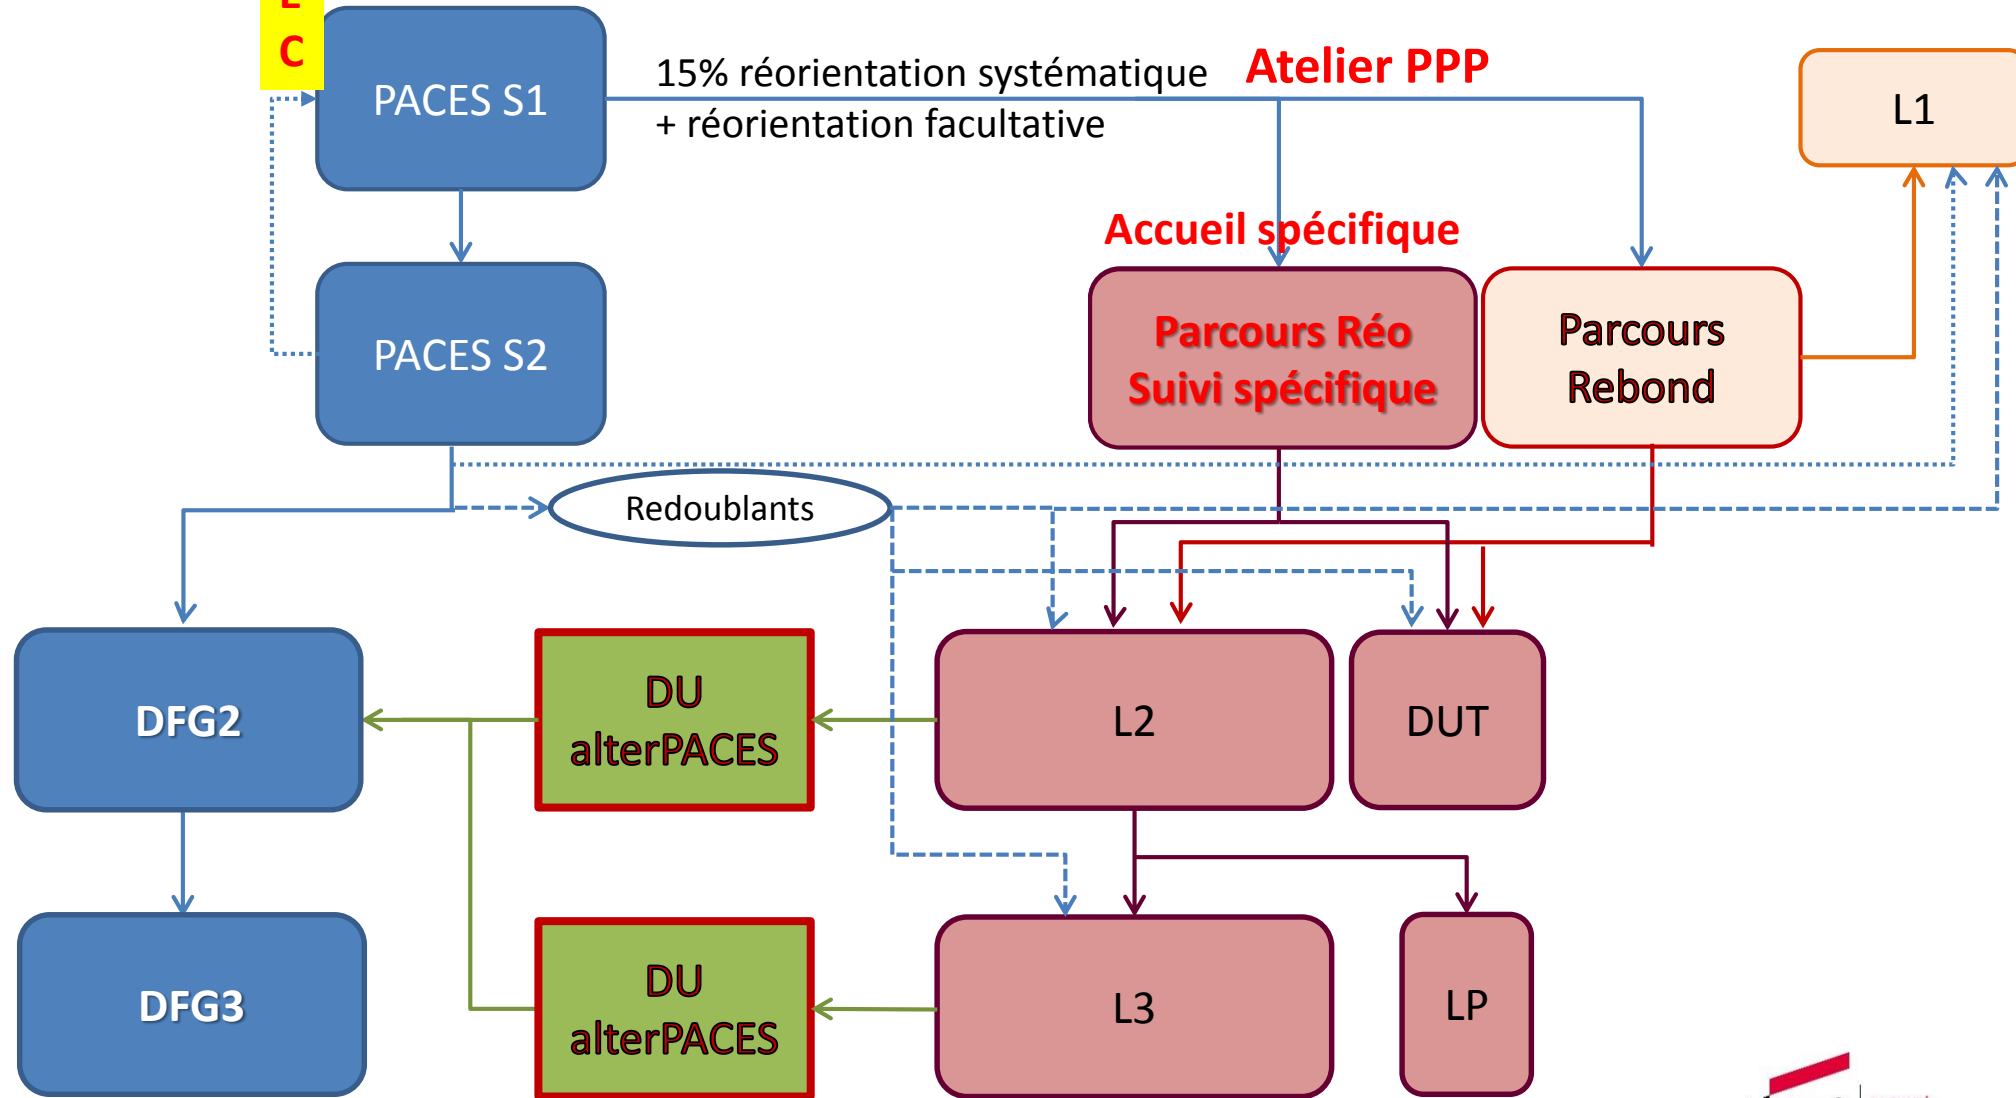 C
PACES S1
15% réorientation systématique
+ réorientation facultative
Atelier PPP
L1
Accueil spécifique
PACES S2
Parcours Réo
Suivi spécifique
Parcours
Rebond
Redoublants
DFG2
DU
alterPACES
L2
DUT
DFG3
DU
alterPACES
L3
LP